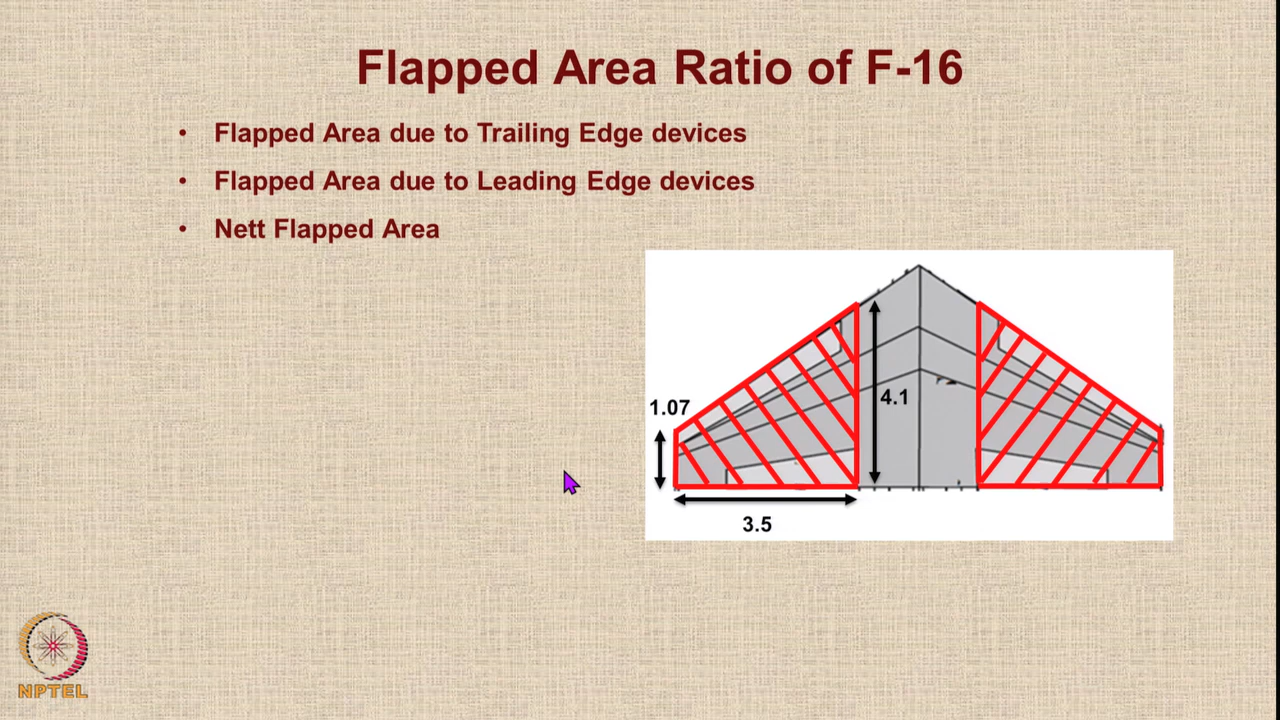 Flapped Area Ratio of F-16
• Flapped Area due to Trailing Edge devices
• Flapped Area due to Leading Edge devices
• Nett Flapped Area
1.07
4.1
3.5
NPTEL